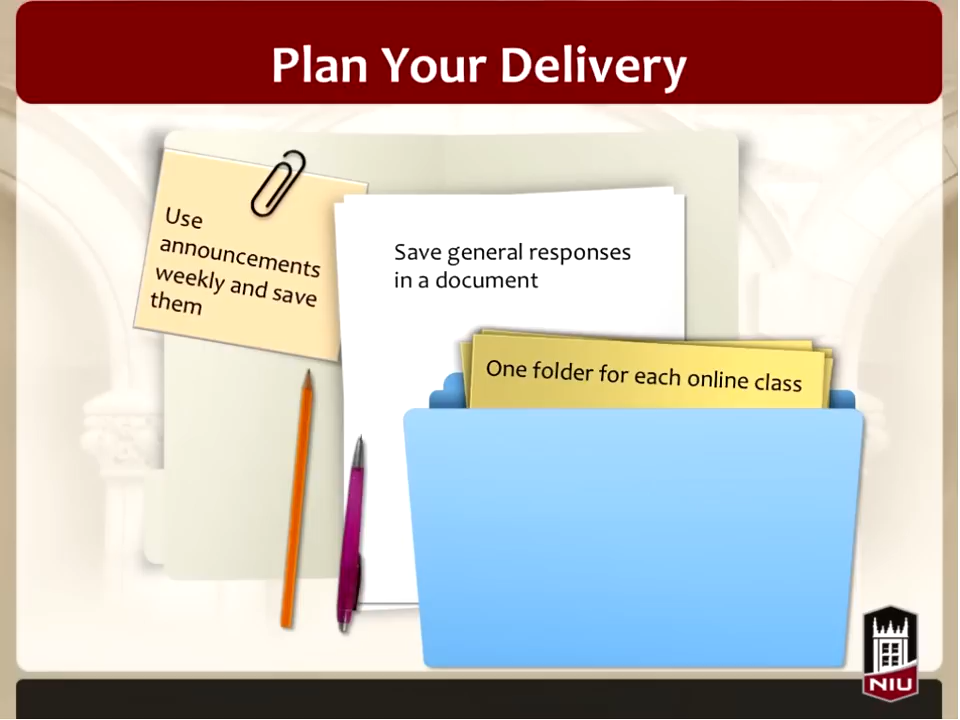 Plan Your Delivery
Use
announcements
weekly and save
them
Save general responses
in a document
One folder for each online class
NIU